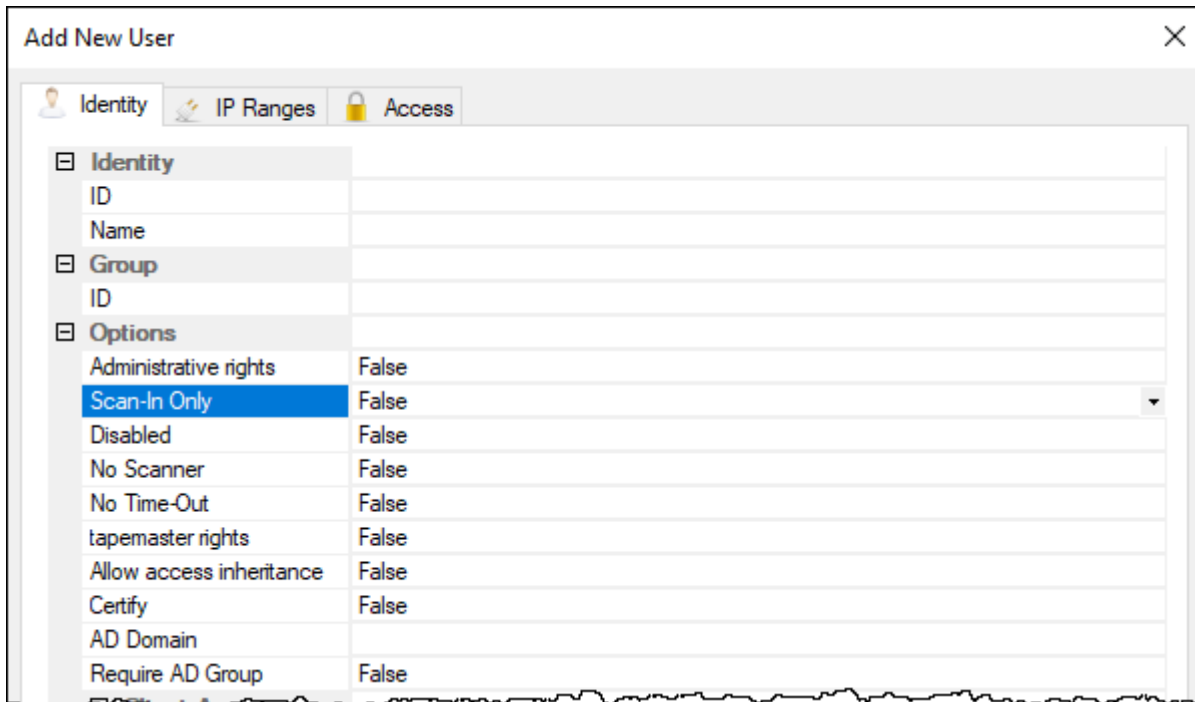 Add New User
Identity IP Ranges Access
Identity
ID
Name
Group
ID
Options
Administrative rights False
Scan-In Only False
Disabled False
No Scanner False
No Time-Out False
tapemaster rights False
Allow access inheritance False
Certify False
AD Domain
Require AD Group False